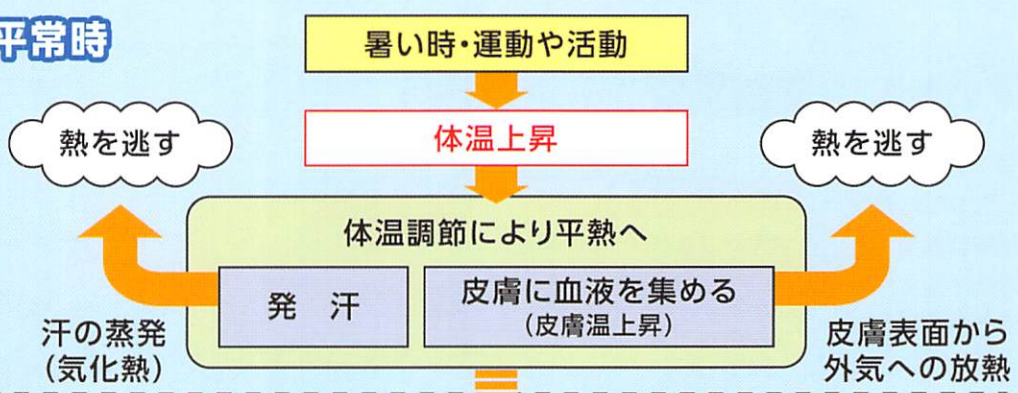 平常時
暑い時・運動や活動
体温上昇
熱を逃す
熱を逃す
体温調節により平熱へ
発 汗
皮膚に血液を集める
(皮膚温上昇)
汗の蒸発
(気化熱)
皮膚表面から
外気への放熱